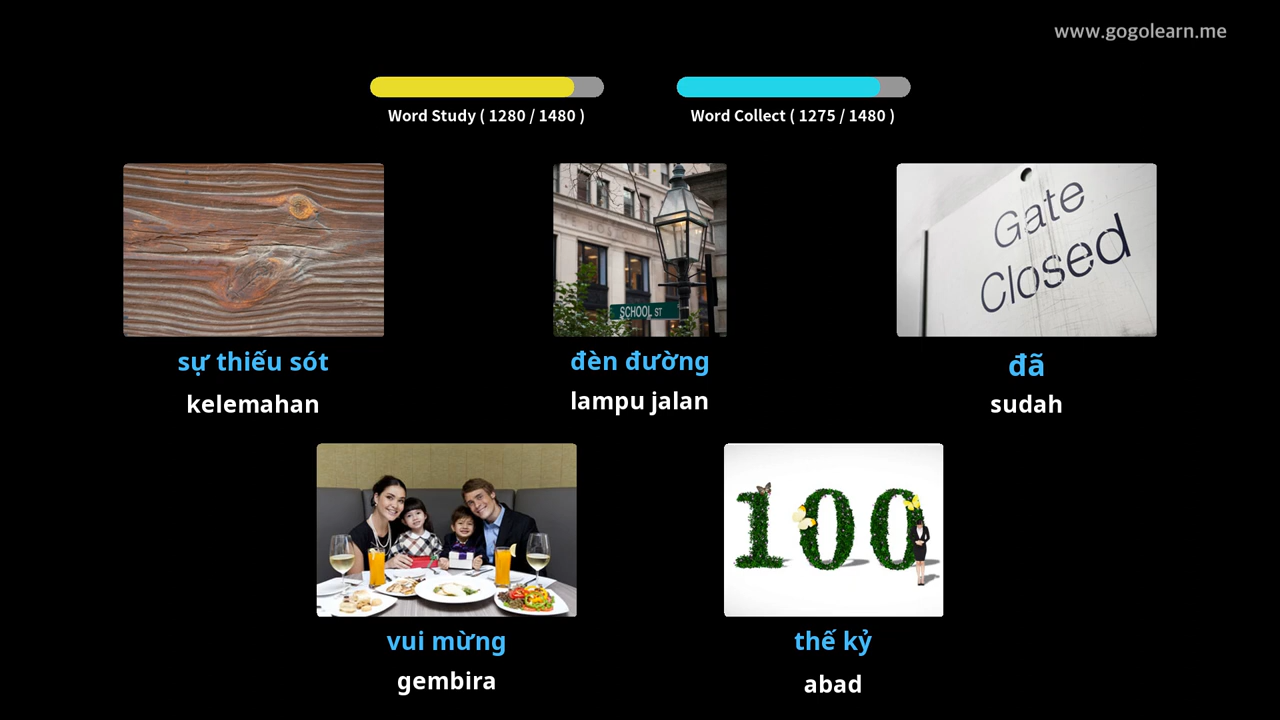 www.gogolearn.me
Word Study ( 1280 / 1480 )
Word Collect ( 1275 / 1480 )
Gate
Closed
SCHOOL ST
sự thiếu sót
kelemahan
đèn đường
lampu jalan
đã
sudah
100
vui mừng
gembira
thế kỷ
abad